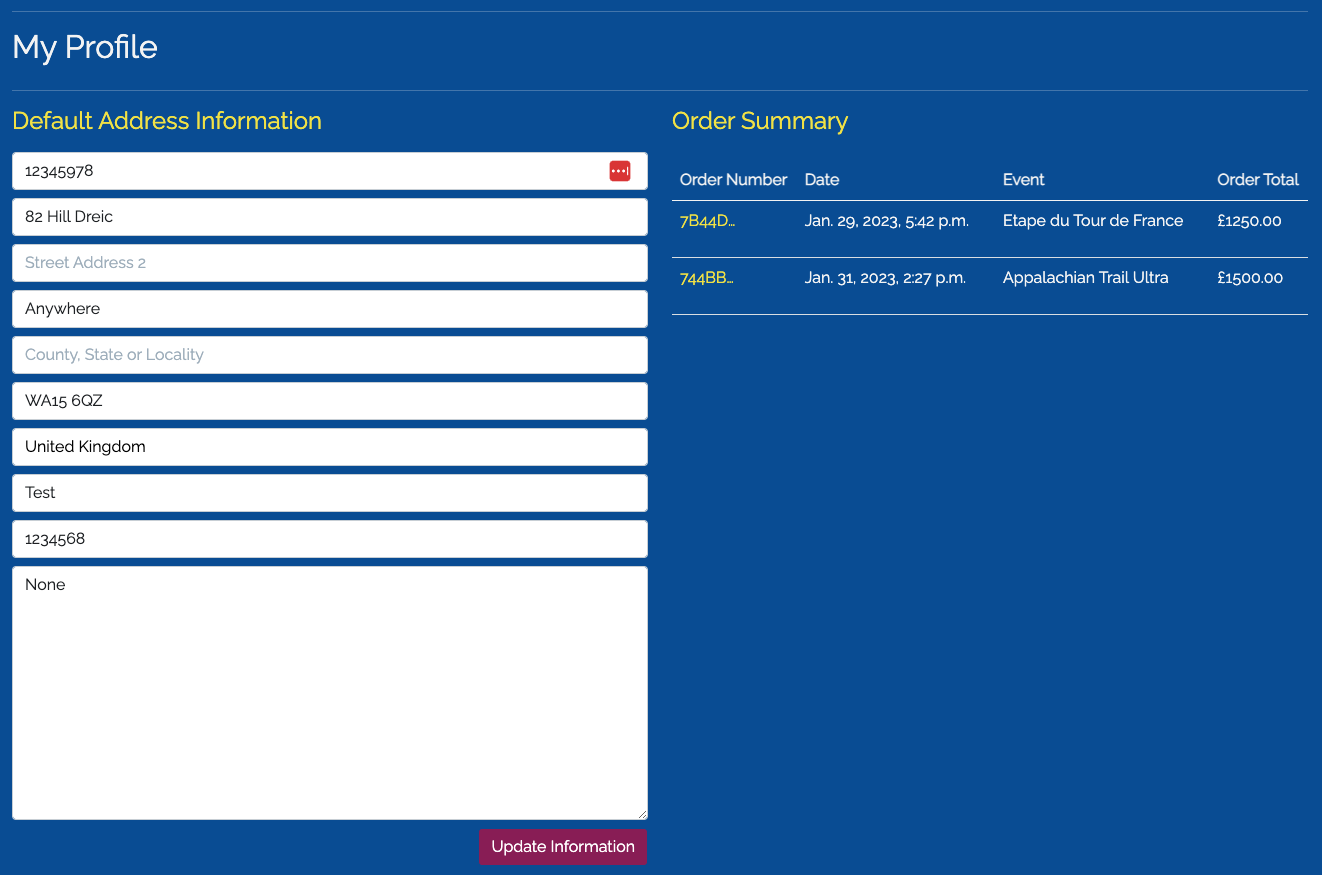 My Profile
Default Address Information
12345978
82 Hill Dreic
Street Address 2
Anywhere
County, State or Locality
WA15 6QZ
United Kingdom
Test
1234568
None
Update Information
Order Summary
Order Number Date Event Order Total
7B44D… Jan. 29, 2023, 5:42 p.m. Etape du Tour de France £1250.00
744BB… Jan. 31, 2023, 2:27 p.m. Appalachian Trail Ultra £1500.00